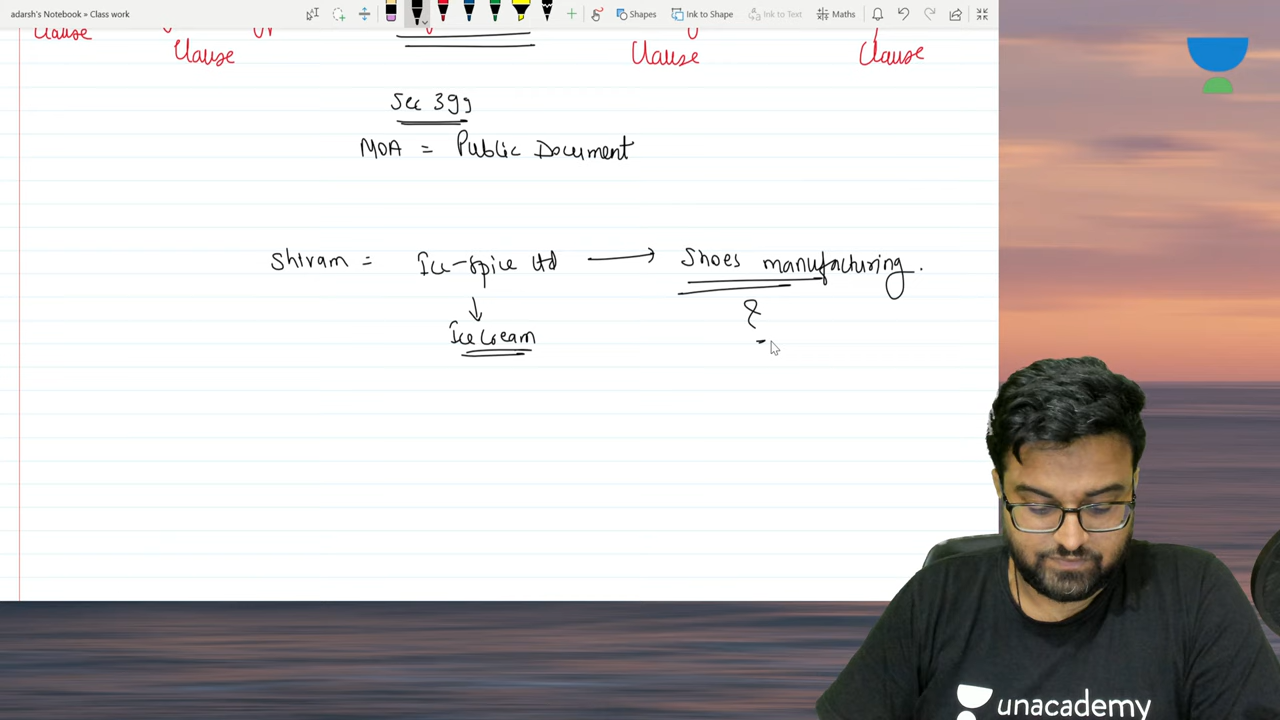 adarsh's Notebook » Class work
Shapes Ink to Shape Ink to Text Maths
Clause Clause Clause Clause
Sec 399
MOA = Public Document
Shivam = Ice-spice Ltd → Shoes manufacturing.
&
Ice Cream
unacademy